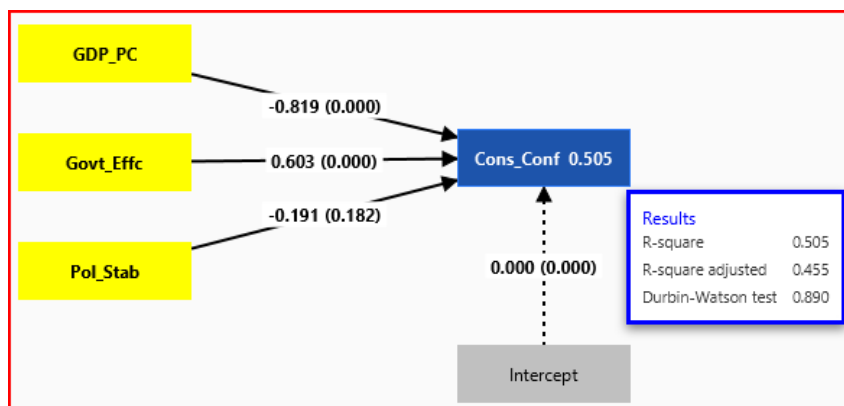 GDP_PC
-0.819 (0.000)
Govt_Effc
0.603 (0.000)
Cons_Conf 0.505
-0.191 (0.182)
Pol_Stab
0.000 (0.000)
Intercept
Results
R-square 0.505
R-square adjusted 0.455
Durbin-Watson test 0.890